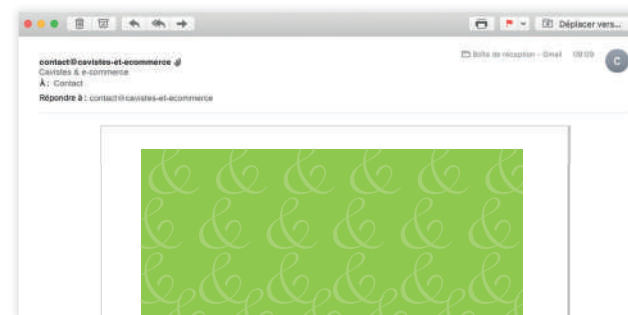 Déplacer vers...
contact@cavistes-et-ecommerce
Boîte de réception - Gmail 09:09
C
Cavistes & e-commerce
À : Contact
Répondre à : contact@cavistes-et-ecommerce
& & & & & &
& & & & & &
& & & & & &